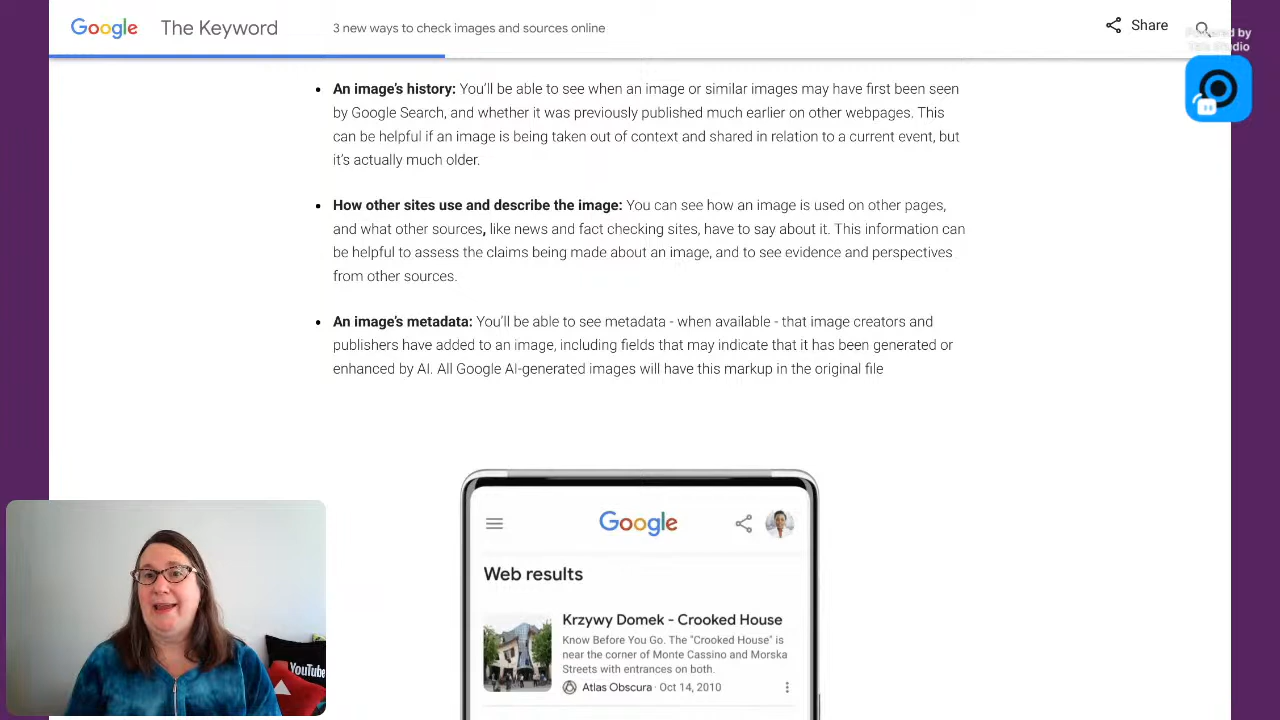 Google The Keyword 3 new ways to check images and sources online Share
Powered by
An image's history: You'll be able to see when an image or similar images may have first been seen
by Google Search, and whether it was previously published much earlier on other webpages. This
can be helpful if an image is being taken out of context and shared in relation to a current event, but
it's actually much older.
How other sites use and describe the image: You can see how an image is used on other pages,
and what other sources, like news and fact checking sites, have to say about it. This information can
be helpful to assess the claims being made about an image, and to see evidence and perspectives
from other sources.
An image's metadata: You'll be able to see metadata - when available - that image creators and
publishers have added to an image, including fields that may indicate that it has been generated or
enhanced by AI. All Google AI-generated images will have this markup in the original file
Google
Web results
Krzywy Domek - Crooked House
Know Before You Go. The "Crooked House" is
near the corner of Monte Cassino and Morska
Streets with entrances on both.
Atlas Obscura · Oct 14, 2010
YouTube